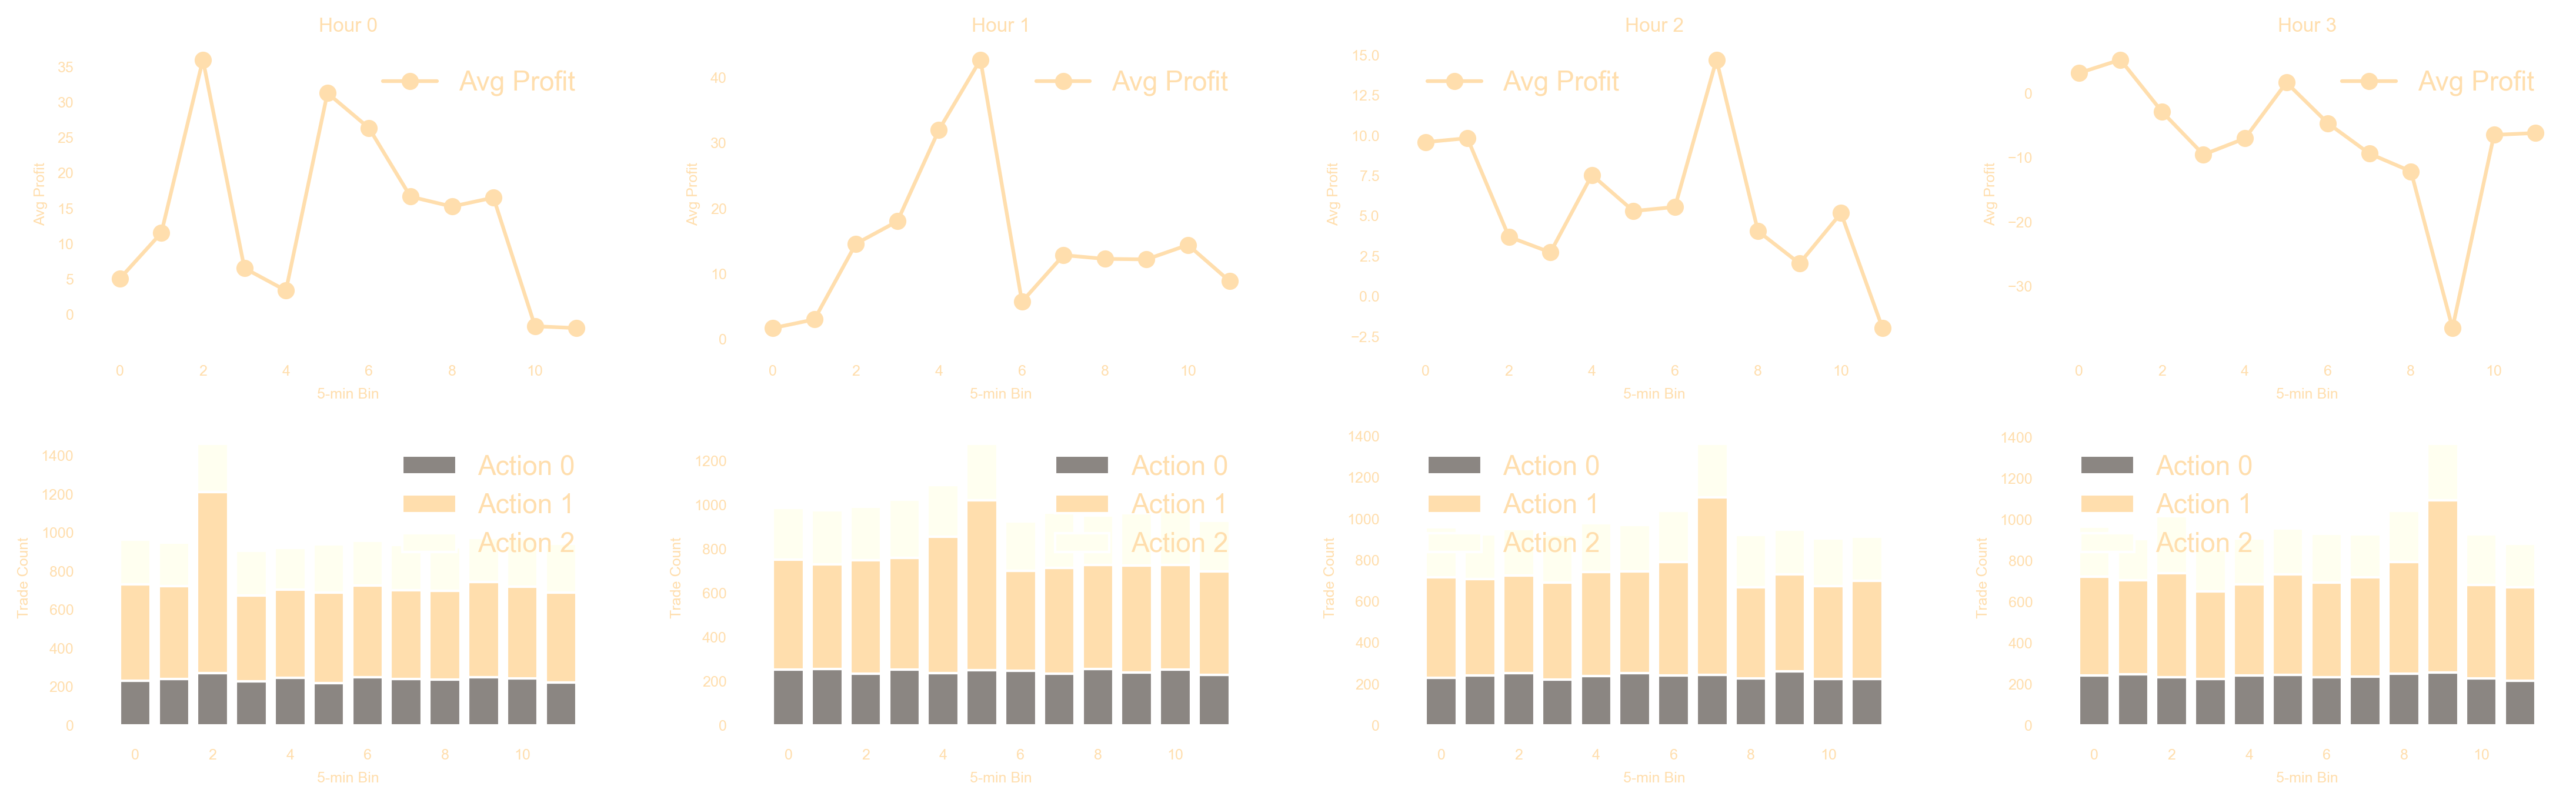 Hour 0
35
30
25
20
15
10
5
0
Avg Profit
Avg Profit
0 2 4 6 8 10
5-min Bin
Hour 1
40
30
20
10
0
Avg Profit
Avg Profit
0 2 4 6 8 10
5-min Bin
Hour 2
15.0
12.5
10.0
7.5
5.0
2.5
0.0
−2.5
Avg Profit
Avg Profit
0 2 4 6 8 10
5-min Bin
Hour 3
0
−10
−20
−30
Avg Profit
Avg Profit
0 2 4 6 8 10
5-min Bin
1400
1200
1000
800
600
400
200
0
Trade Count
Action 0
Action 1
Action 2
0 2 4 6 8 10
5-min Bin
1200
1000
800
600
400
200
0
Trade Count
Action 0
Action 1
Action 2
0 2 4 6 8 10
5-min Bin
1400
1200
1000
800
600
400
200
0
Trade Count
Action 0
Action 1
Action 2
0 2 4 6 8 10
5-min Bin
1400
1200
1000
800
600
400
200
0
Trade Count
Action 0
Action 1
Action 2
0 2 4 6 8 10
5-min Bin